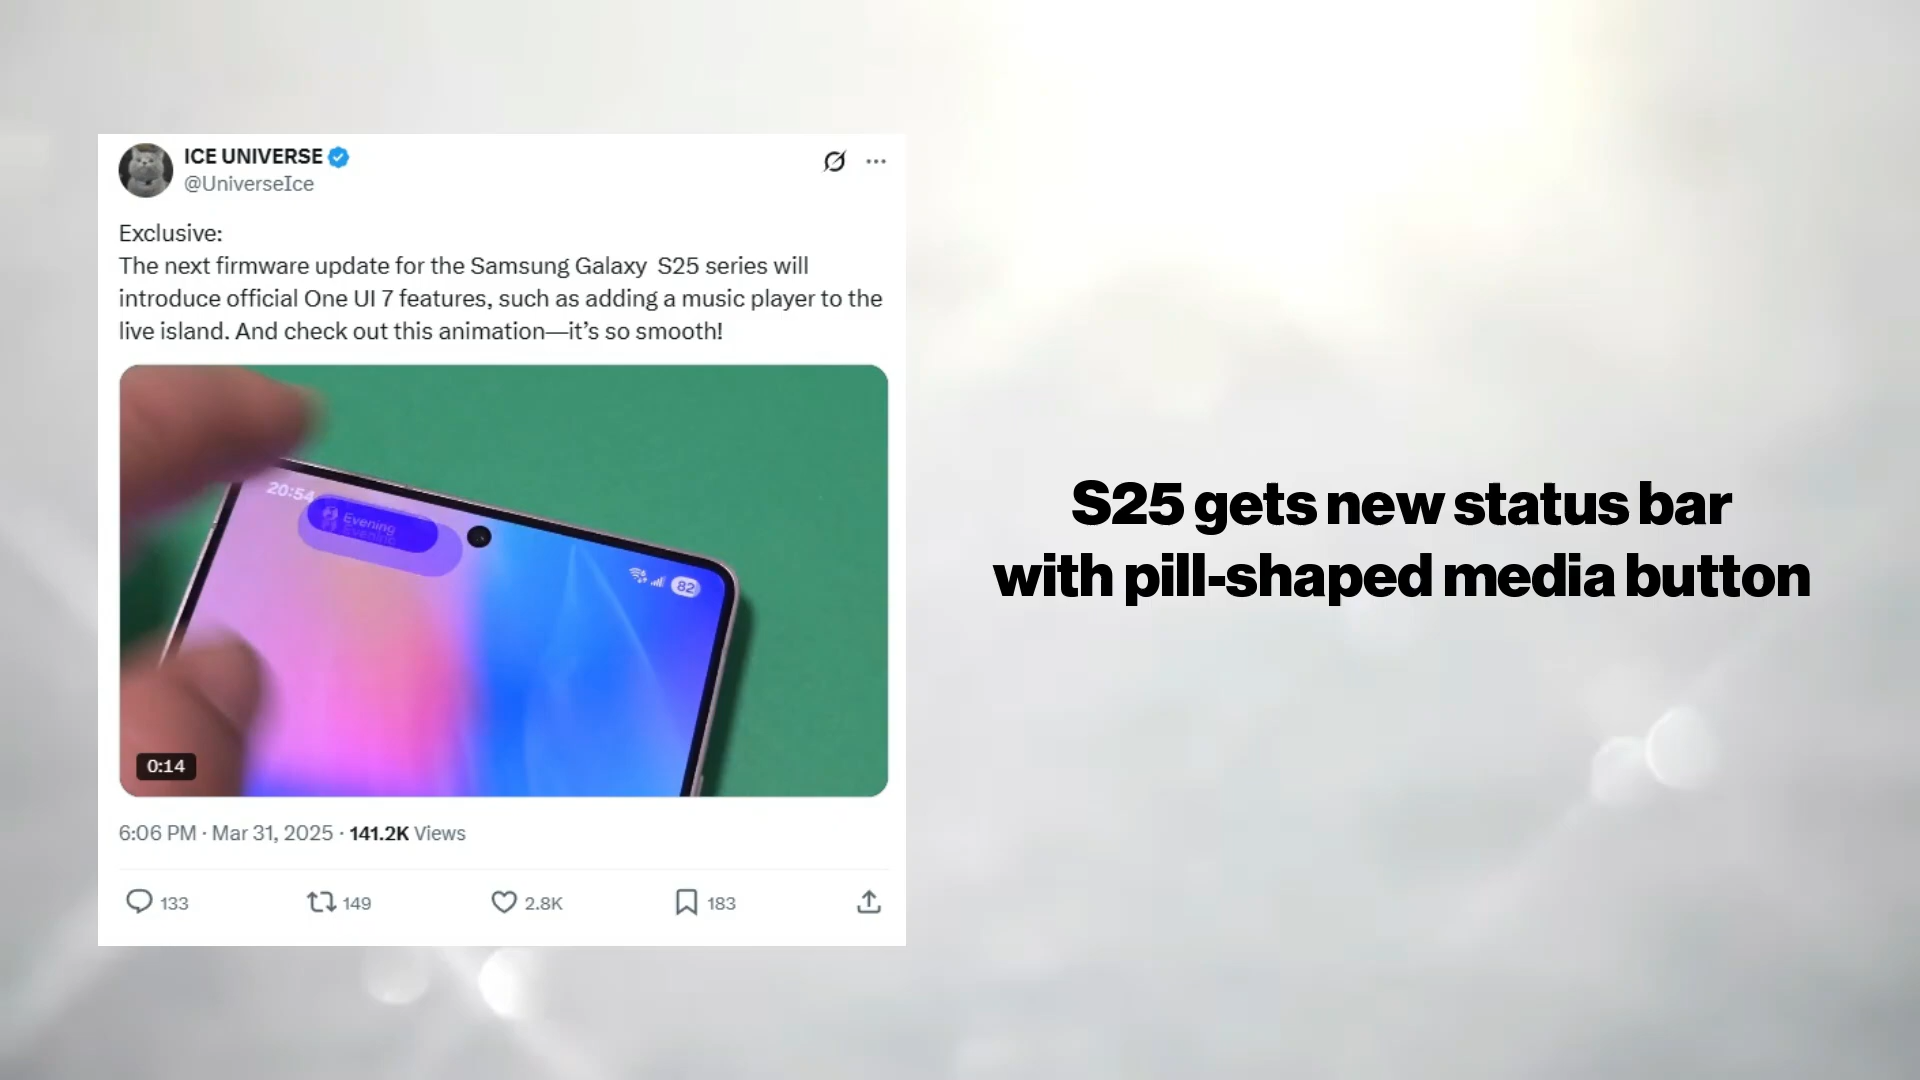 ICE UNIVERSE
@UniverseIce
Exclusive:
The next firmware update for the Samsung Galaxy  S25 series will
introduce official One UI 7 features, such as adding a music player to the
live island. And check out this animation—it’s so smooth!
20:54
Evening
Evening
82
0:14
6:06 PM · Mar 31, 2025 · 141.2K Views
133 149 2.8K 183
S25 gets new status bar
with pill-shaped media button